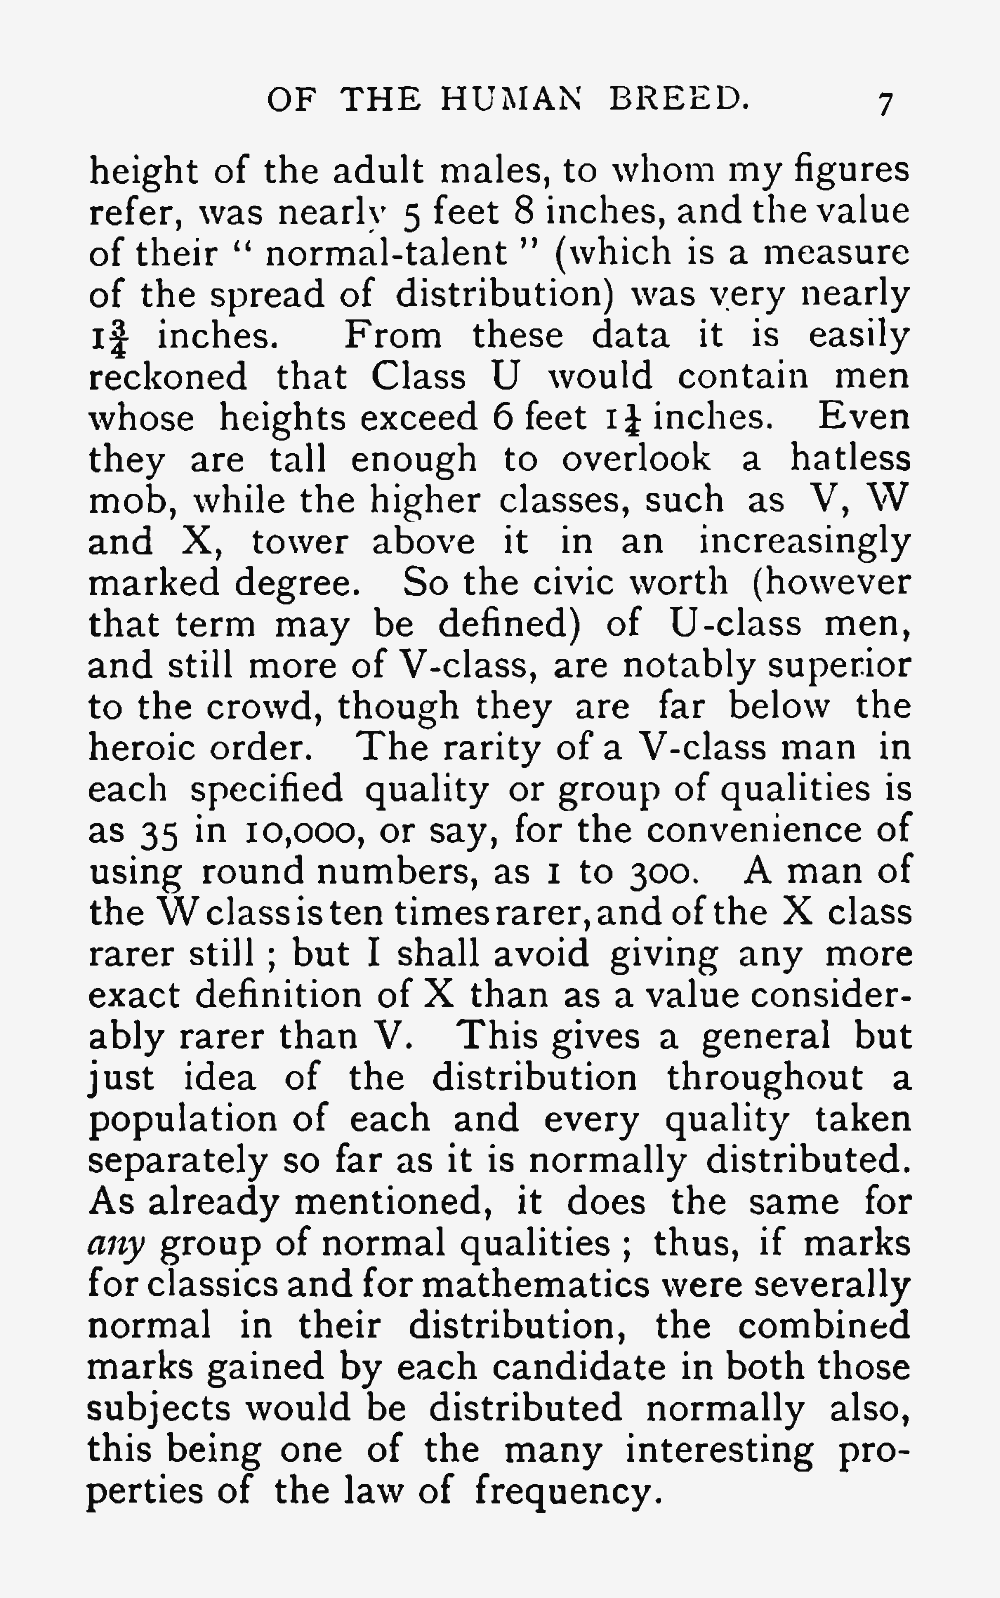 OF THE HUMAN BREED. 7
height of the adult males, to whom my figures
refer, was nearly 5 feet 8 inches, and the value
of their “ normal-talent ” (which is a measure
of the spread of distribution) was very nearly
1¾ inches. From these data it is easily
reckoned that Class U would contain men
whose heights exceed 6 feet 1¼ inches. Even
they are tall enough to overlook a hatless
mob, while the higher classes, such as V, W
and X, tower above it in an increasingly
marked degree. So the civic worth (however
that term may be defined) of U-class men,
and still more of V-class, are notably superior
to the crowd, though they are far below the
heroic order. The rarity of a V-class man in
each specified quality or group of qualities is
as 35 in 10,000, or say, for the convenience of
using round numbers, as 1 to 300. A man of
the W class is ten times rarer, and of the X class
rarer still ; but I shall avoid giving any more
exact definition of X than as a value consider-
ably rarer than V. This gives a general but
just idea of the distribution throughout a
population of each and every quality taken
separately so far as it is normally distributed.
As already mentioned, it does the same for
any group of normal qualities ; thus, if marks
for classics and for mathematics were severally
normal in their distribution, the combined
marks gained by each candidate in both those
subjects would be distributed normally also,
this being one of the many interesting pro-
perties of the law of frequency.